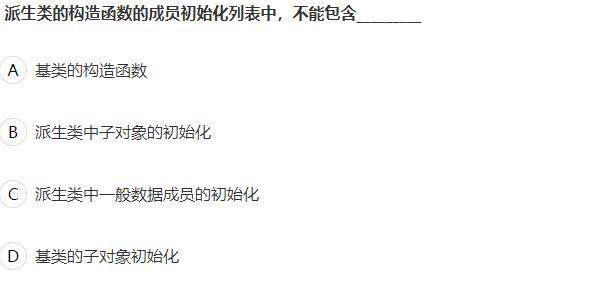 派生类的构造函数的成员初始化列表中，不能包含_________
A 基类的构造函数
B 派生类中子对象的初始化
C 派生类中一般数据成员的初始化
D 基类的子对象初始化